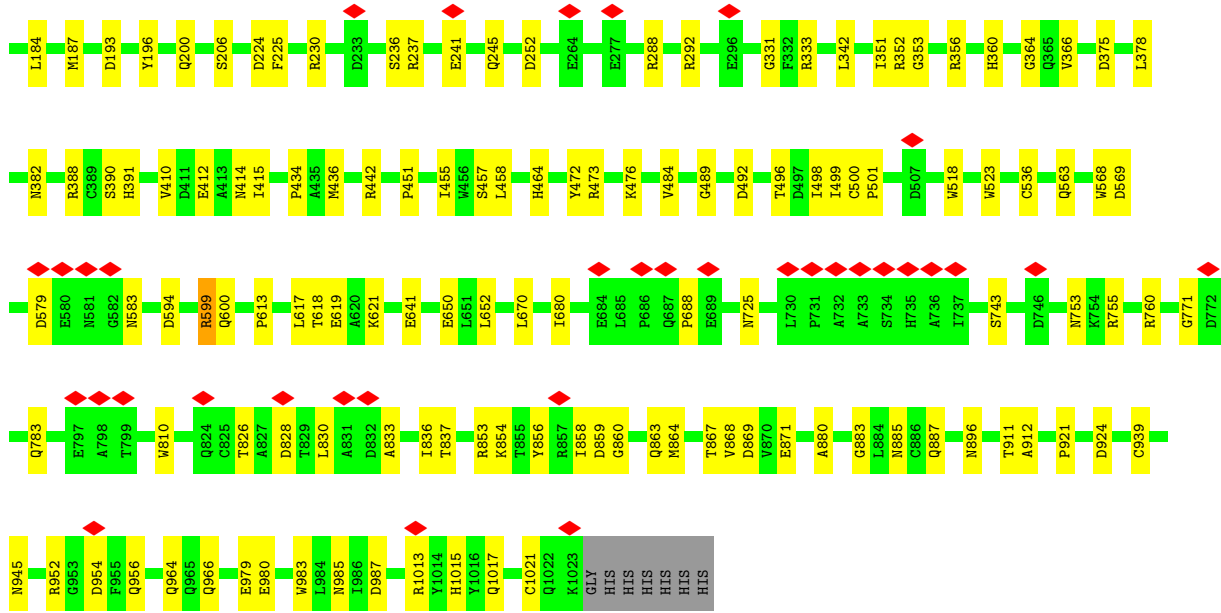 L184 M187 D193 Y196 Q200 S206 D224 F225 R230 D233 S236 R237 E241 Q245 D252 E264 E277 R288 R292 E296 G331 F332 R333 L342 I351 R352 G353 R356 H360 G364 Q365 V366 D375 L378
N382 R388 C389 S390 H391 V410 D411 E412 A413 N414 I415 P434 A435 M436 R442 P451 I455 W456 S457 L458 H464 Y472 R473 K476 V484 G489 D492 T496 D497 I498 I499 C500 P501 D507 W518 W523 C536 Q563 W568 D569
D579 E580 N581 G582 N583 D594 R599 Q600 P613 L617 T618 E619 A620 K621 E641 E650 L651 L652 L670 I680 E684 L685 P686 Q687 P688 E689 N725 L730 P731 A732 A733 S734 H735 A736 I737 S743 D746 N753 K754 R755 R760 G771 D772
Q783 E797 A798 T799 W810 Q824 C825 T826 A827 D828 T829 L830 A831 D832 A833 I836 T837 R853 K854 T855 Y856 R857 I858 D859 G860 Q863 M864 T867 V868 D869 V870 E871 A880 G883 L884 N885 C886 Q887 N896 T911 A912 P921 D924 C939
N945 R952 G953 D954 F955 Q956 Q964 Q965 Q966 E979 E980 W983 L984 N985 I986 D987 R1013 Y1014 H1015 Y1016 Q1017 C1021 Q1022 K1023 GLY HIS HIS HIS HIS HIS HIS